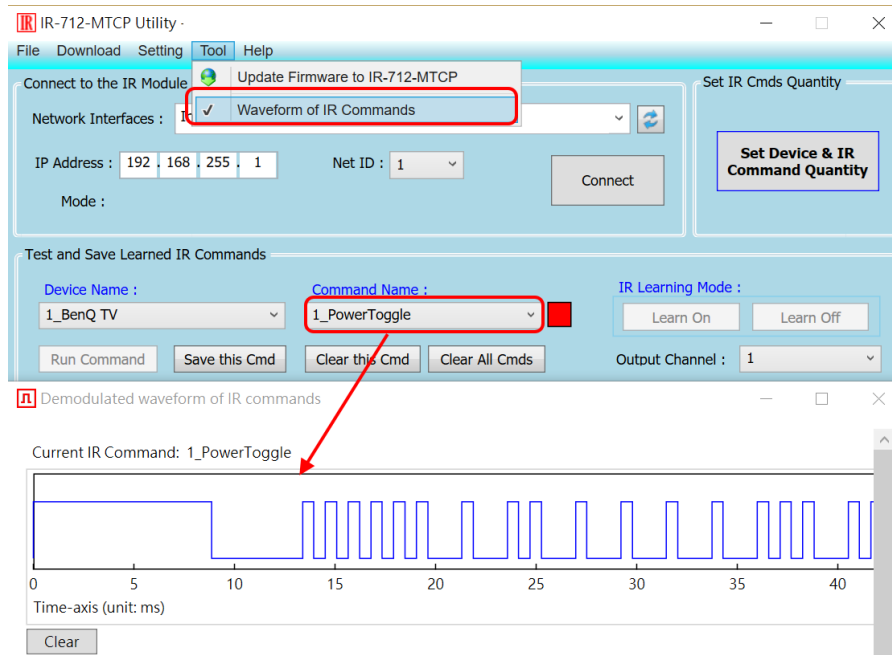 IR IR-712-MTCP Utility -
File Download Setting Tool Help
Update Firmware to IR-712-MTCP
Waveform of IR Commands
Connect to the IR Module
Set IR Cmds Quantity
Network Interfaces :
IP Address : 192 . 168 . 255 . 1
Net ID : 1
Connect
Set Device & IR
Command Quantity
Mode :
Test and Save Learned IR Commands
Device Name :
Command Name :
IR Learning Mode :
1_BenQ TV
1_PowerToggle
Learn On
Learn Off
Run Command
Save this Cmd
Clear this Cmd
Clear All Cmds
Output Channel : 1
Demodulated waveform of IR commands
Current IR Command: 1_PowerToggle
0 5 10 15 20 25 30 35 40
Time-axis (unit: ms)
Clear